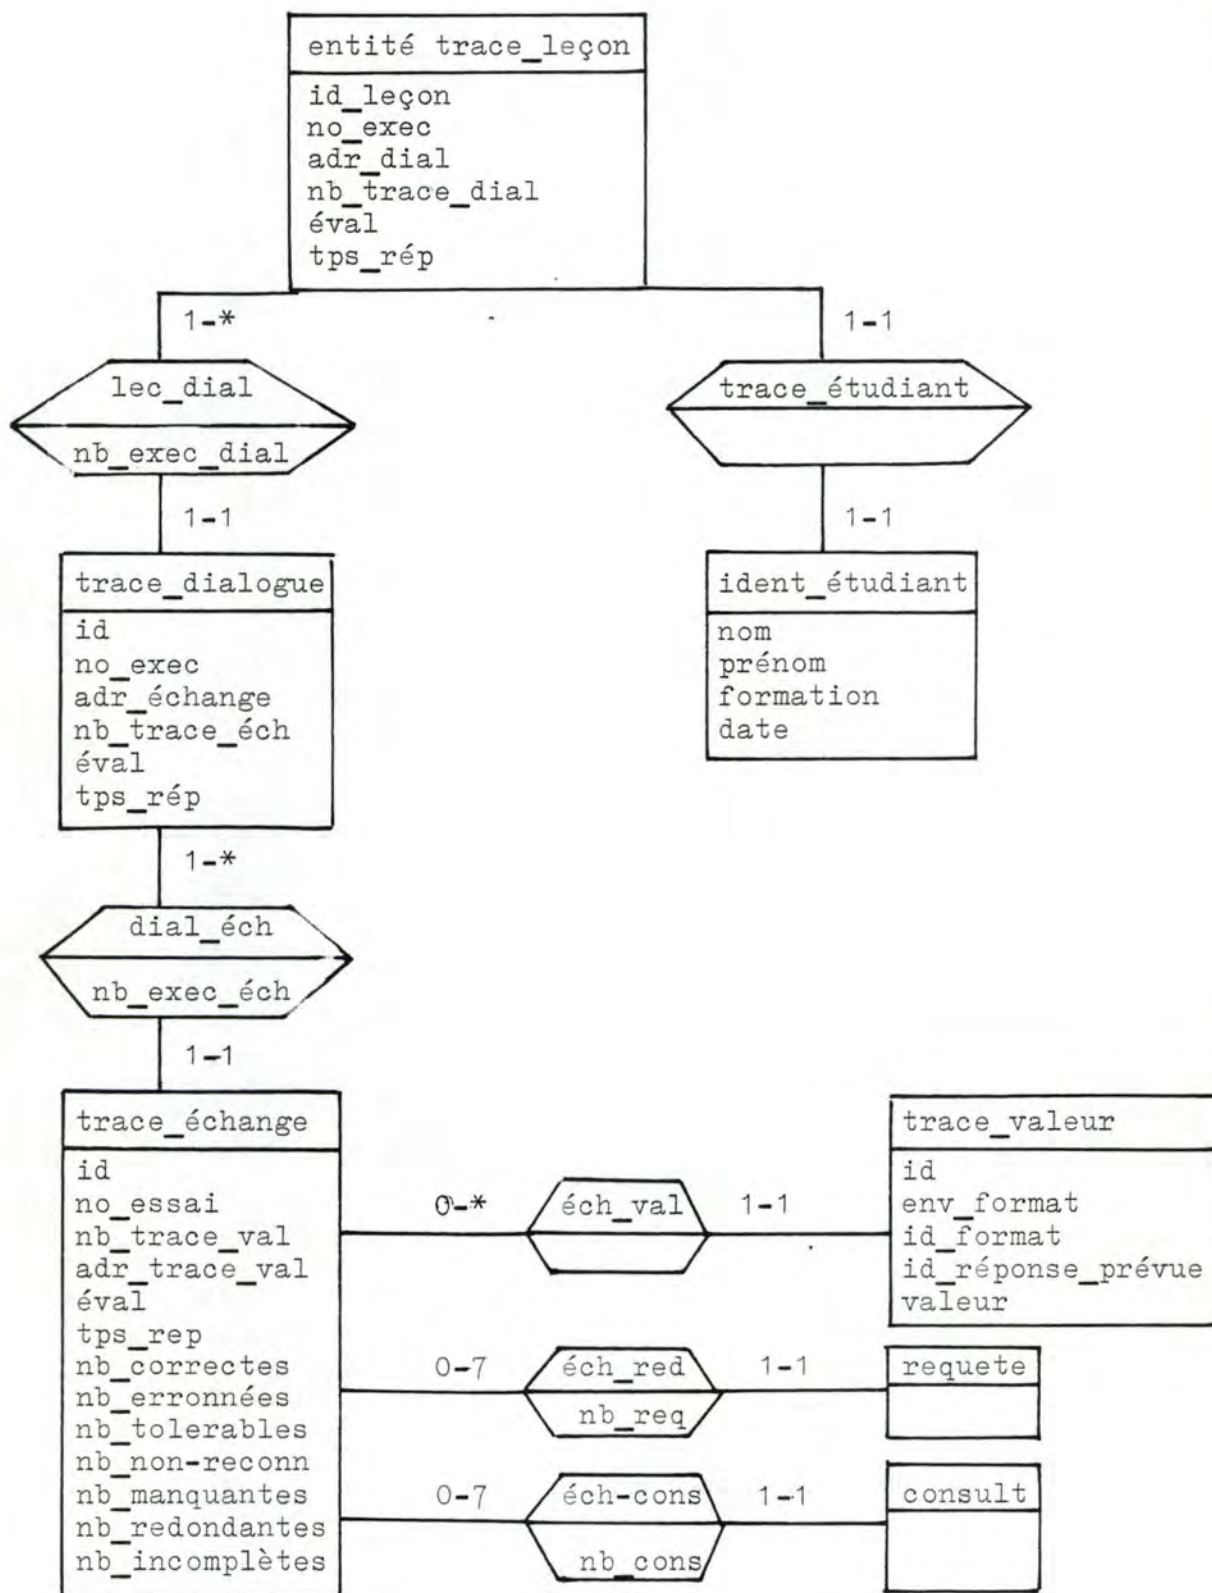 entité trace_leçon
id_leçon
no_exec
adr_dial
nb_trace_dial
éval
tps_rép
1-*
1-1
lec_dial
nb_exec_dial
trace_étudiant
1-1
1-1
trace_dialogue
id
no_exec
adr_échange
nb_trace_éch
éval
tps_rép
ident_étudiant
nom
prénom
formation
date
1-*
dial_éch
nb_exec_éch
1-1
trace_échange
id
no_essai
nb_trace_val
adr_trace_val
éval
tps_rep
nb_correctes
nb_erronnées
nb_tolerables
nb_non-reconn
nb_manquantes
nb_redondantes
nb_incomplètes
0-*
éch_val
1-1
trace_valeur
id
env_format
id_format
id_réponse_prévue
valeur
0-7
éch_red
nb_req
1-1
requete
0-7
éch-cons
nb_cons
1-1
consult